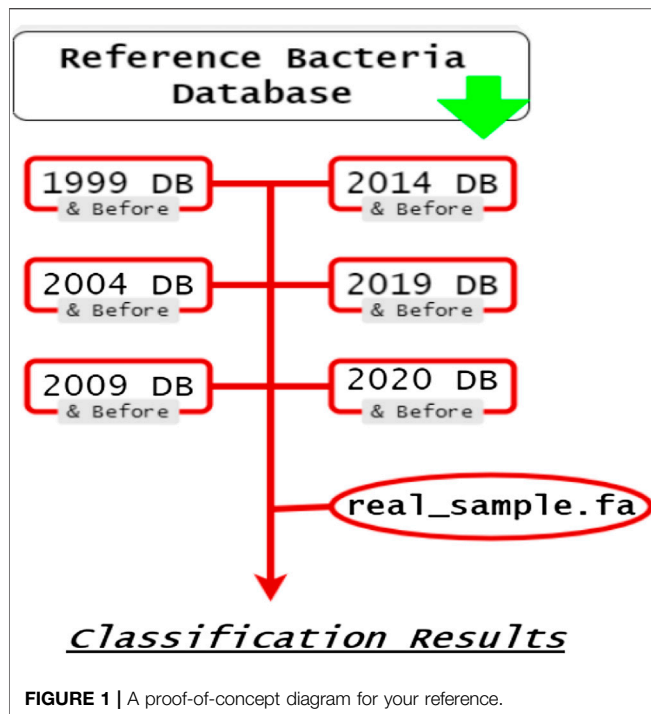 Reference Bacteria
Database
1999 DB
& Before
2014 DB
& Before
2004 DB
& Before
2019 DB
& Before
2009 DB
& Before
2020 DB
& Before
real_sample.fa
Classification Results
FIGURE 1 | A proof-of-concept diagram for your reference.